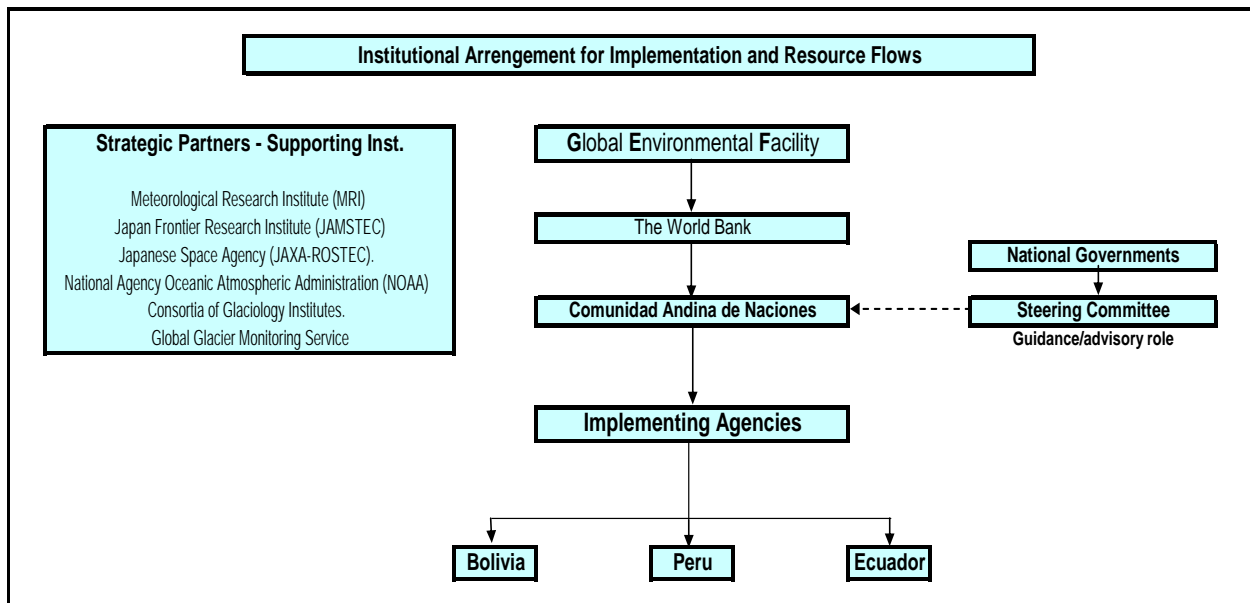 Institutional Arrangement for Implementation and Resource Flows
Strategic Partners - Supporting Inst.
Meteorological Research Institute (MRI)
Japan Frontier Research Institute (JAMSTEC)
Japanese Space Agency (JAXA-ROSTEC).
National Agency Oceanic Atmospheric Administration (NOAA)
Consortia of Glaciology Institutes.
Global Glacier Monitoring Service
Global Environmental Facility
The World Bank
National Governments
Comunidad Andina de Naciones
Steering Committee
Guidance/advisory role
Implementing Agencies
Bolivia
Peru
Ecuador